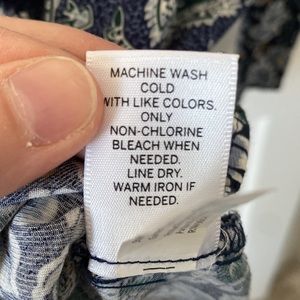 MACHINE WASH
COLD
WITH LIKE COLORS.
ONLY
NON-CHLORINE
BLEACH WHEN
NEEDED.
LINE DRY.
WARM IRON IF
NEEDED.